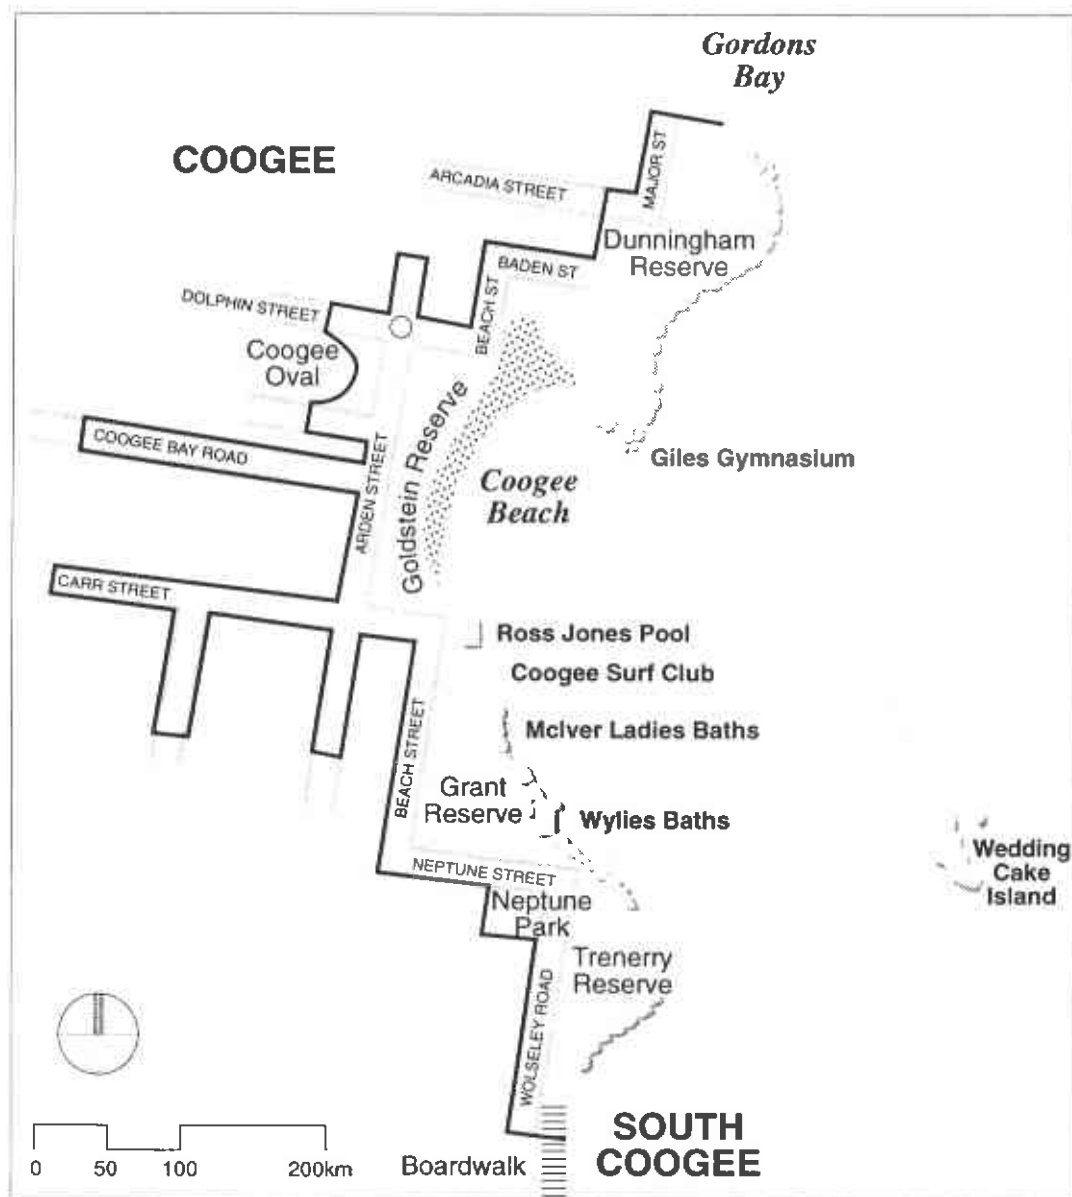 Gordons
Bay
COOGEE
MAJOR ST
ARCADIA STREET
Dunningham
Reserve
BADEN ST
BEACH ST
DOLPHIN STREET
Coogee
Oval
Goldstein Reserve
COOGEE BAY ROAD
ARDEN STREET
Giles Gymnasium
Coogee
Beach
CARR STREET
Ross Jones Pool
Coogee Surf Club
McIver Ladies Baths
BEACH STREET
Grant
Reserve
Wylies Baths
Wedding
Cake
Island
NEPTUNE STREET
Neptune
Park
Trenerry
Reserve
WOLSELEY ROAD
SOUTH
COOGEE
Boardwalk
0 50 100 200km